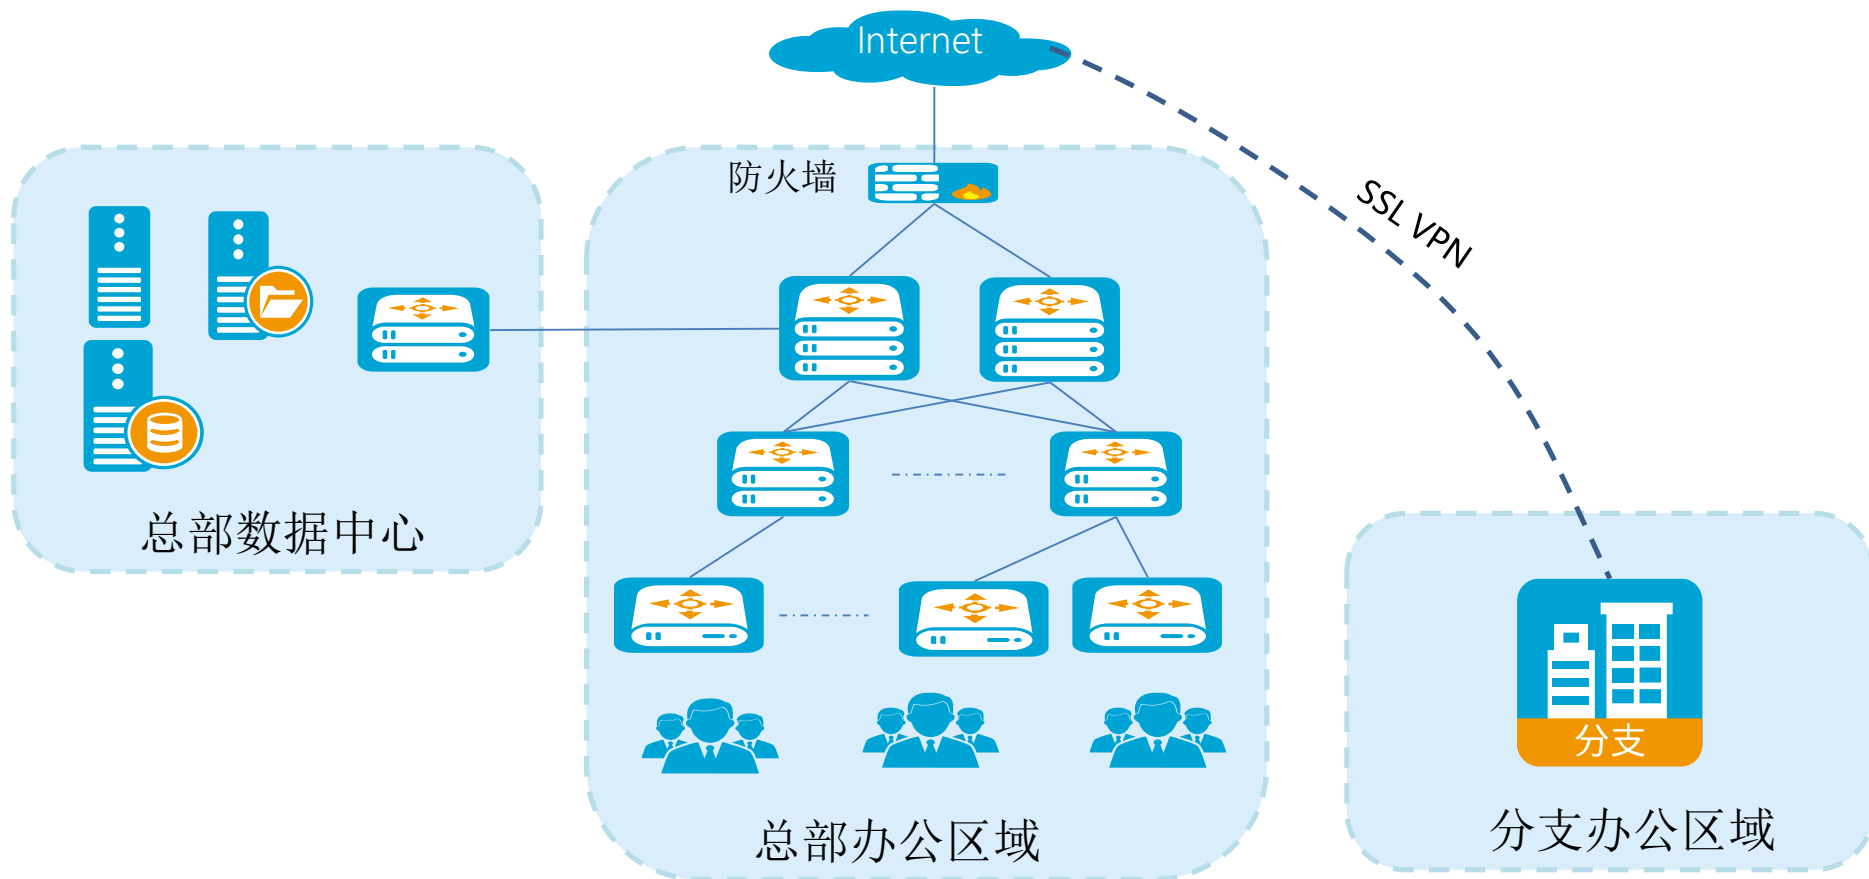 Internet
防火墙
SSL VPN
总部数据中心
分支
总部办公区域
分支办公区域